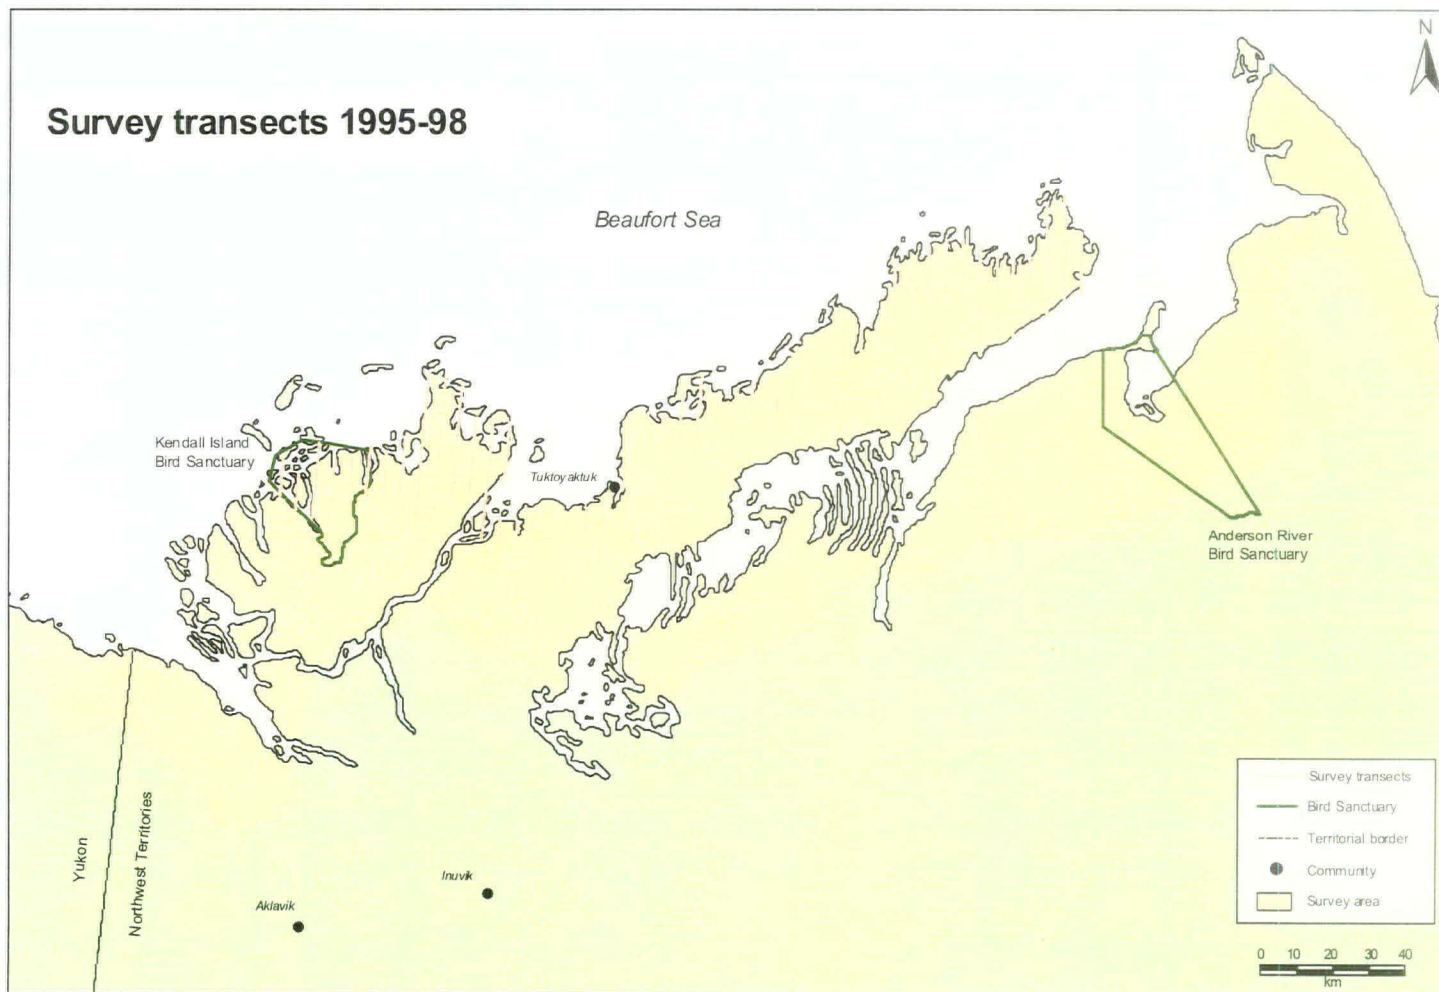 N
Survey transects 1995-98
Beaufort Sea
Kendall Island
Bird Sanctuary
Tuktoyaktuk
Anderson River
Bird Sanctuary
Yukon
Northwest Territories
Inuvik
Aklavik
Survey transects
Bird Sanctuary
Territorial border
Community
Survey area
0 10 20 30 40
km